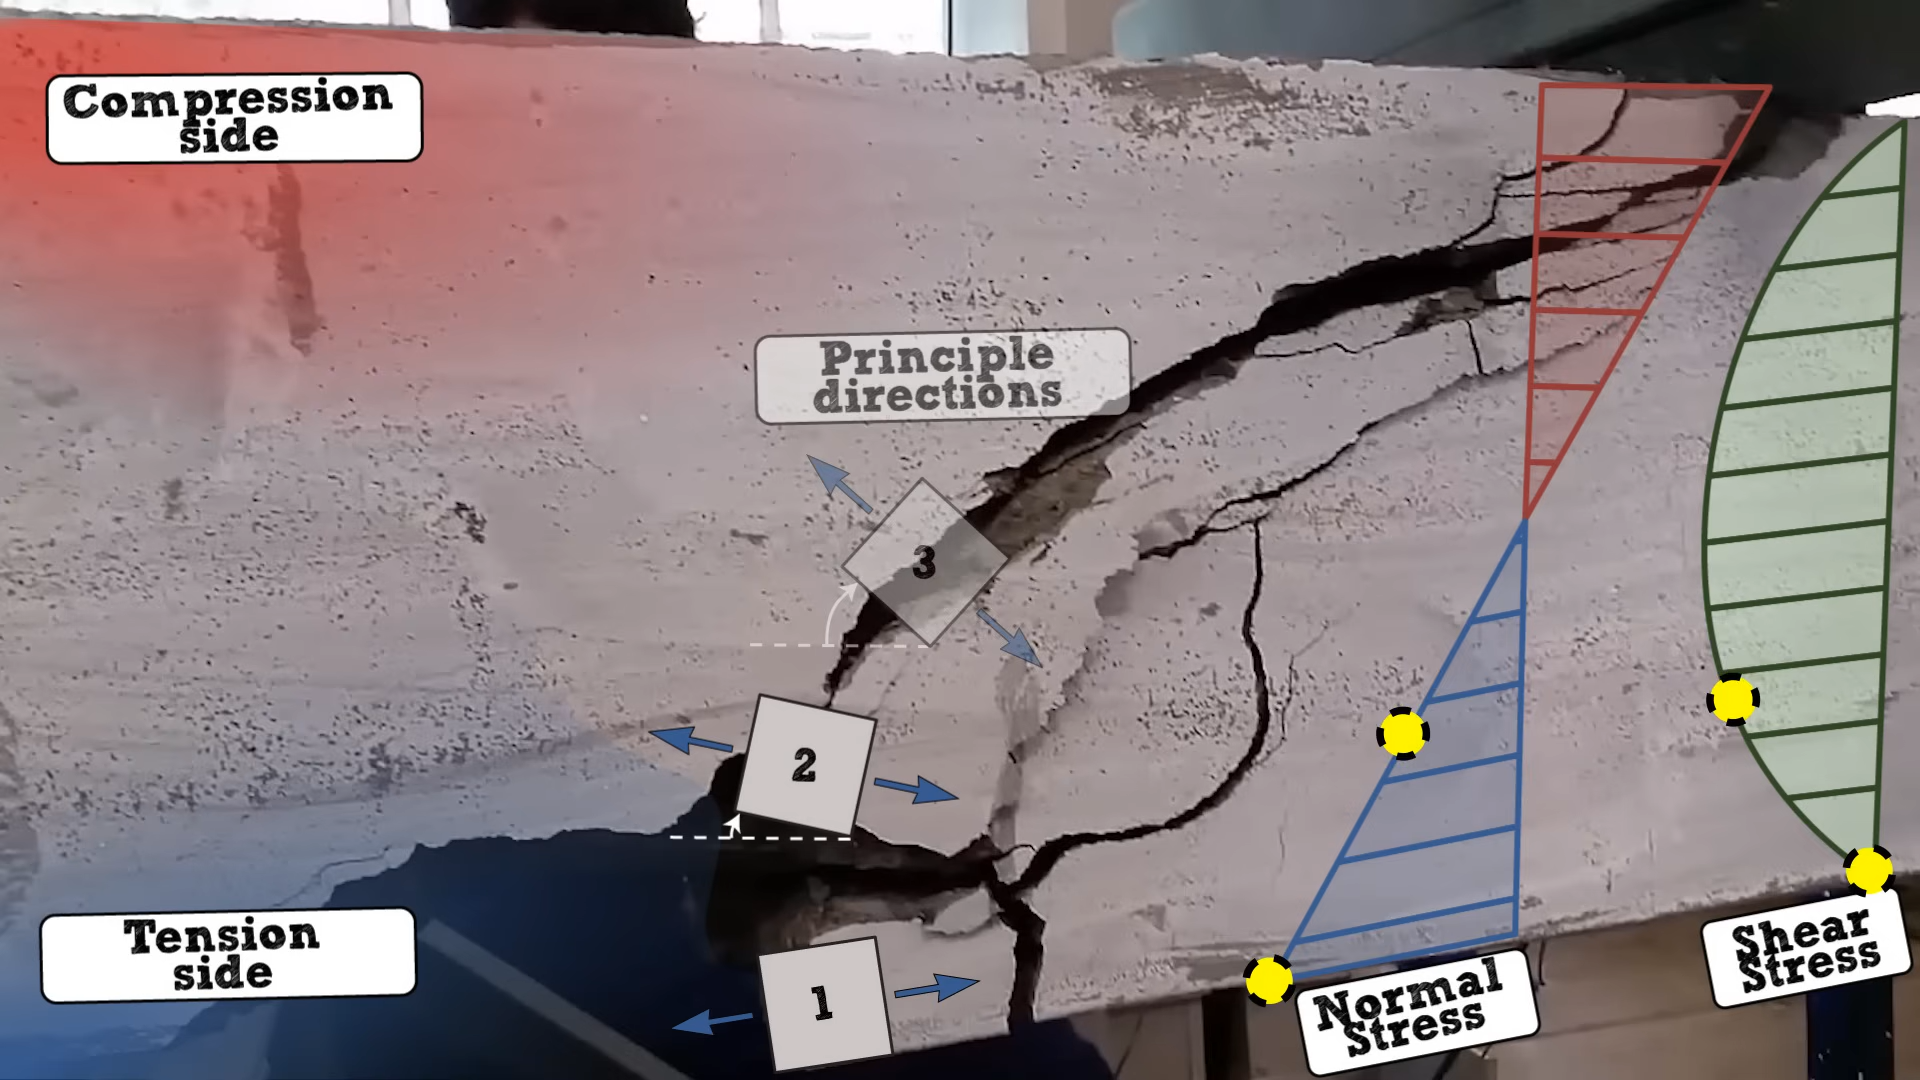 Compression
side
Principle
directions
3
2
Tension
side
1
Normal
Stress
Shear
Stress